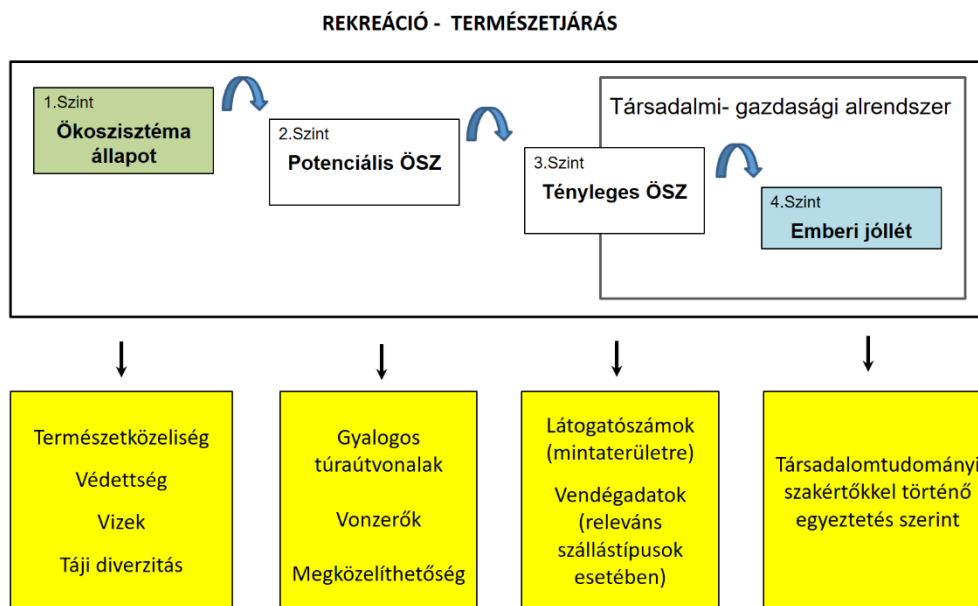 REKREÁCIÓ - TERMÉSZETJÁRÁS
1.Szint
Ökoszisztéma
állapot
2.Szint
Potenciális ÖSZ
Társadalmi- gazdasági alrendszer
3.Szint
Tényleges ÖSZ
4.Szint
Emberi jóllét
Természetközeliség
Védettség
Vizek
Táji diverzitás
Gyalogos
túraútvonalak
Vonzerők
Megközelíthetőség
Látogatószámok
(mintaterületre)
Vendégadatok
(releváns
szállástípusok
esetében)
Társadalomtudományi
szakértőkkel történő
egyeztetés szerint